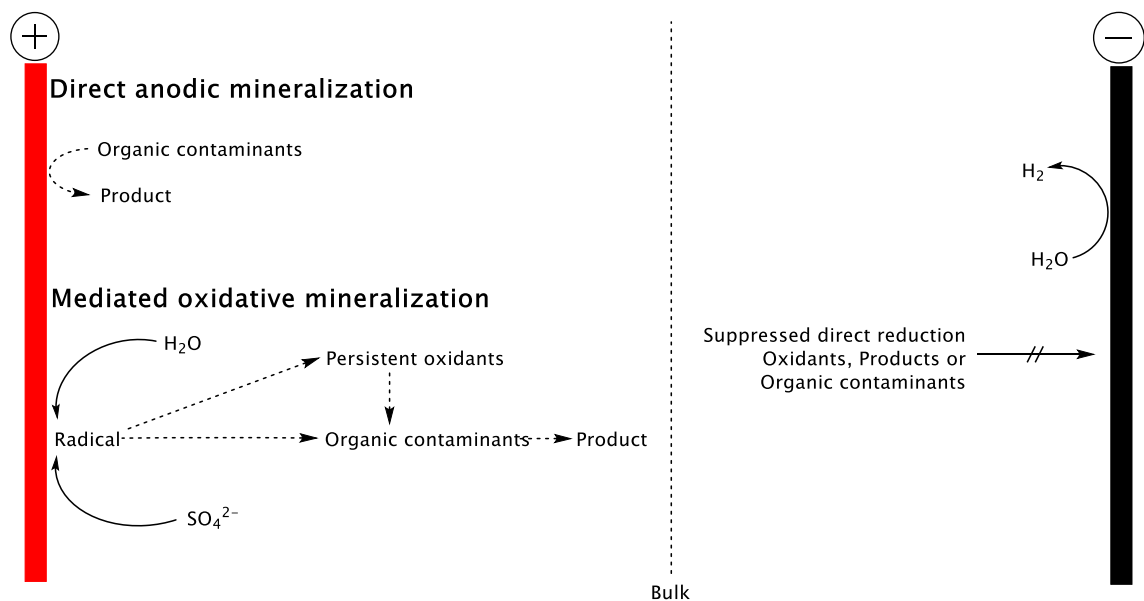 +
−
Direct anodic mineralization
Organic contaminants
Product
H₂
H₂O
Mediated oxidative mineralization
H₂O
Persistent oxidants
Suppressed direct reduction
Oxidants, Products or
Organic contaminants
Radical
Organic contaminants
Product
SO₄²⁻
Bulk